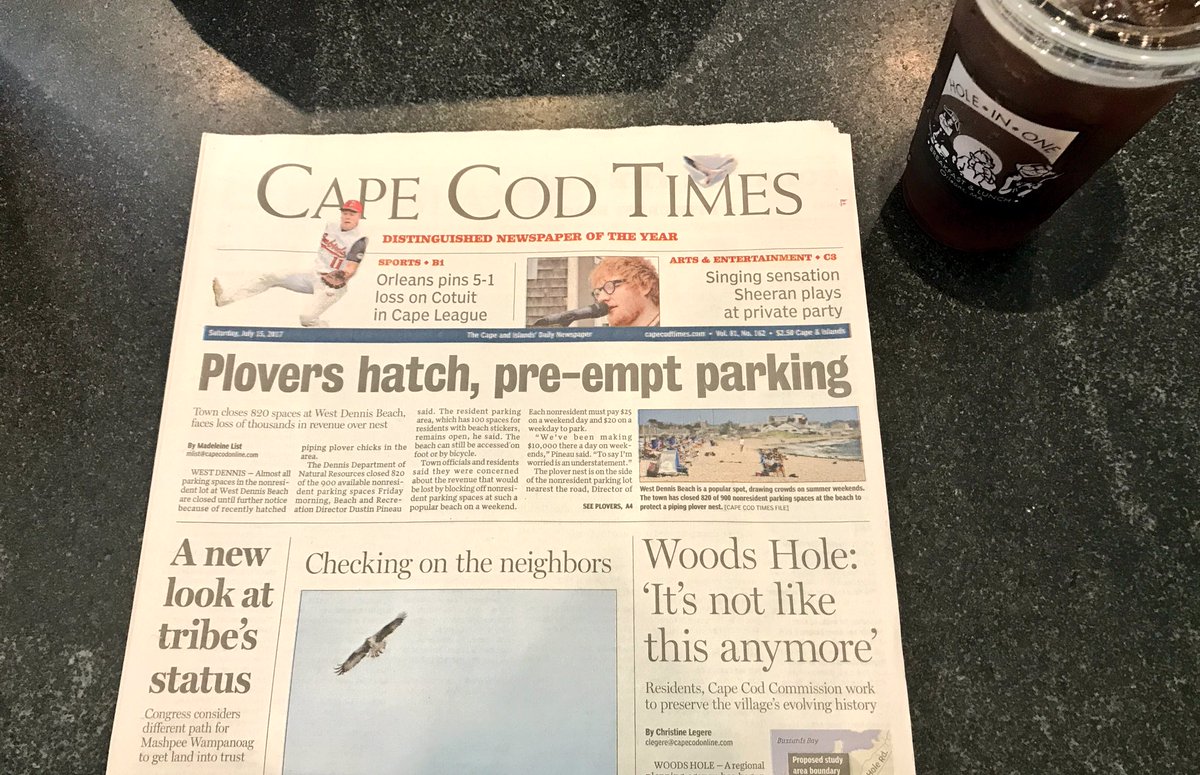 CAPE COD TIMES
DISTINGUISHED NEWSPAPER OF THE YEAR
SPORTS • B1
Orleans pins 5-1
loss on Cotuit
in Cape League
ARTS & ENTERTAINMENT • C3
Singing sensation
Sheeran plays
at private party
11
Saturday, July 15, 2017
The Cape and Islands' Daily Newspaper
capecodtimes.com • Vol. 81, No. 162 • $2.50 Cape & Islands
Plovers hatch, pre-empt parking
Town closes 820 spaces at West Dennis Beach,
faces loss of thousands in revenue over nest
By Madeleine List
mlist@capecodonline.com
WEST DENNIS — Almost all
parking spaces in the nonresi-
dent lot at West Dennis Beach
are closed until further notice
because of recently hatched
piping plover chicks in the
area.
The Dennis Department of
Natural Resources closed 820
of the 900 available nonresi-
dent parking spaces Friday
morning, Beach and Recre-
ation Director Dustin Pineau
said. The resident parking
area, which has 100 spaces for
residents with beach stickers,
remains open, he said. The
beach can still be accessed on
foot or by bicycle.
Town officials and residents
said they were concerned
about the revenue that would
be lost by blocking off nonresi-
dent parking spaces at such a
popular beach on a weekend.
Each nonresident must pay $25
on a weekend day and $20 on a
weekday to park.
"We've been making
$10,000 there a day on week-
ends," Pineau said. "To say I'm
worried is an understatement."
The plover nest is on the side
of the nonresident parking lot
nearest the road, Director of
SEE PLOVERS, A4
West Dennis Beach is a popular spot, drawing crowds on summer weekends.
The town has closed 820 of 900 nonresident parking spaces at the beach to
protect a piping plover nest. [CAPE COD TIMES FILE]
A new
look at
tribe's
status
Congress considers
different path for
Mashpee Wampanoag
to get land into trust
Checking on the neighbors
Woods Hole:
'It's not like
this anymore'
Residents, Cape Cod Commission work
to preserve the village's evolving history
By Christine Legere
clegere@capecodonline.com
WOODS HOLE — A regional
Buzzards Bay
Proposed study
area boundary
HOLE•IN•ONE